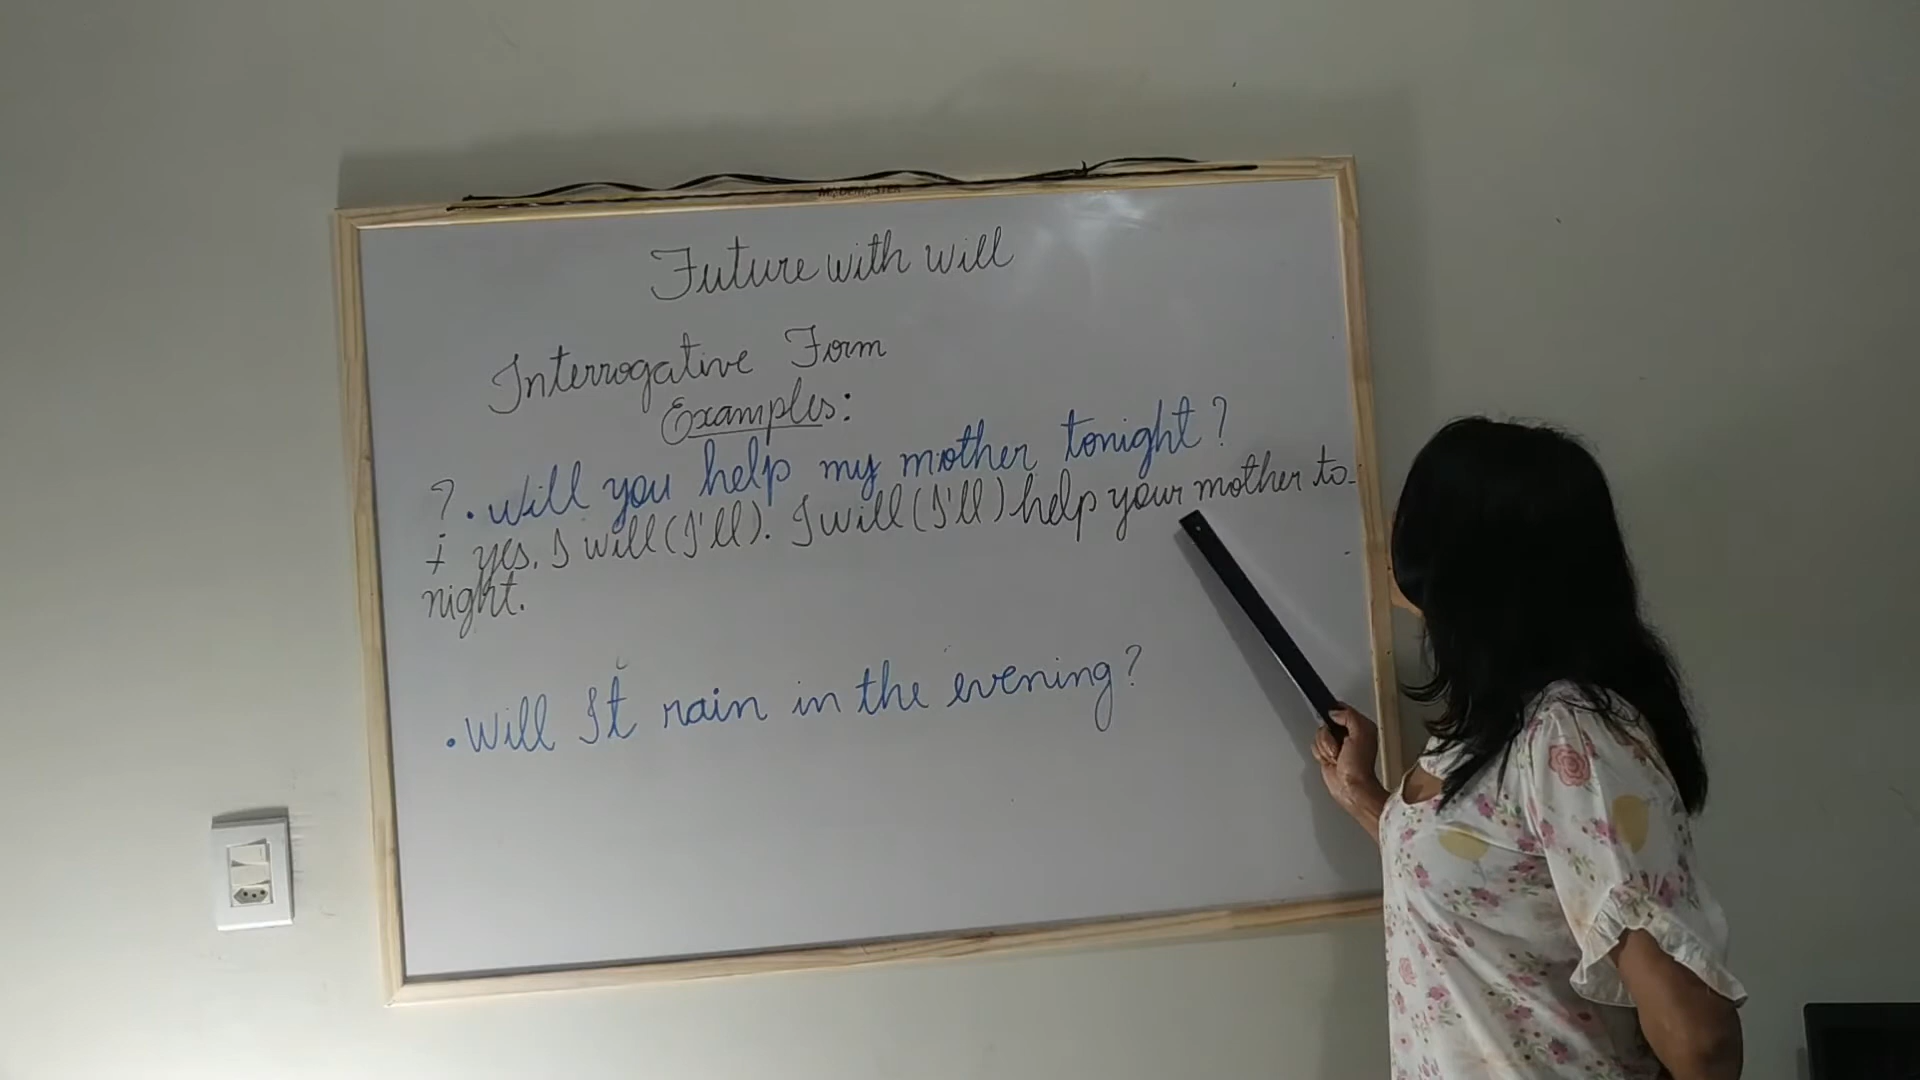 Future with will
Interrogative Form
Examples:
? . Will you help my mother tonight?
+ yes, I will (I'll). I will (I'll) help your mother to-
night.
. Will It rain in the evening?